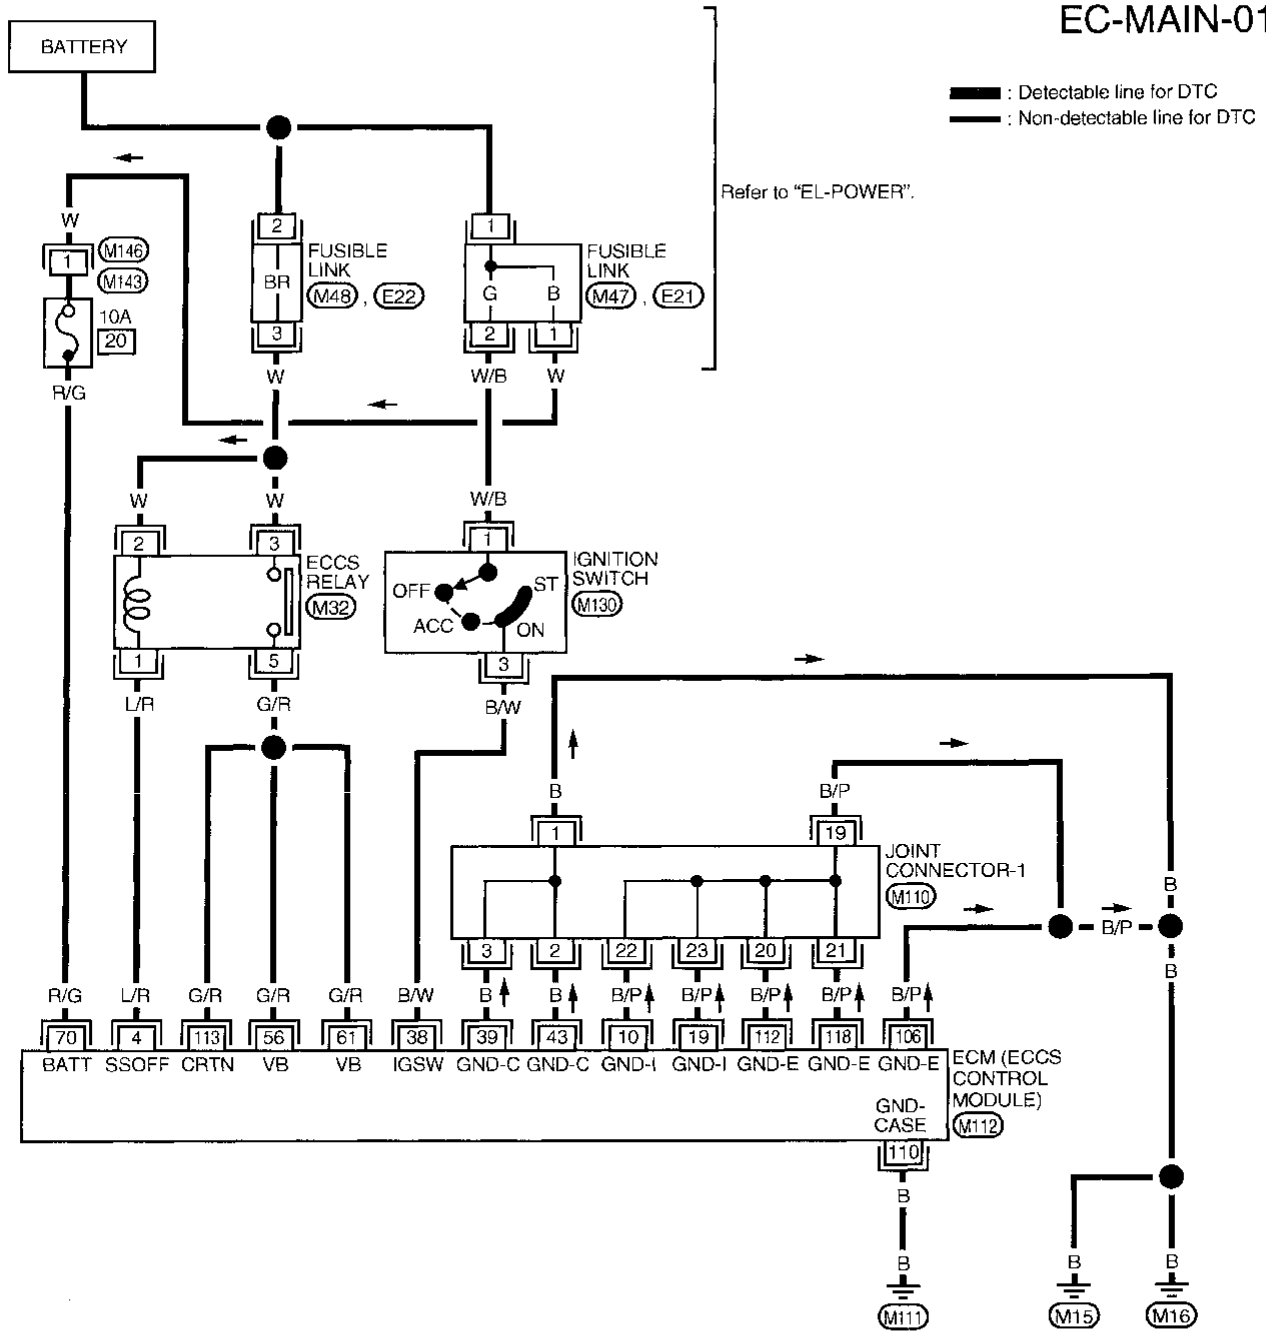 EC-MAIN-01
BATTERY
: Detectable line for DTC
: Non-detectable line for DTC
Refer to "EL-POWER".
W
1
M146
M143
10A
20
R/G
2
FUSIBLE
LINK
BR
M48 , E22
3
W
1
FUSIBLE
LINK
G B
M47 , E21
2 1
W/B W
W W W/B
2 3
ECCS
RELAY
M32
1 5
L/R G/R
1
IGNITION
SWITCH
M130
OFF
ST
ACC
ON
3
B/W
B B/P
1 19
JOINT
CONNECTOR-1
M110
B
B/P
B
3 2 22 23 20 21
R/G L/R G/R G/R G/R B/W B B B/P B/P B/P B/P B/P
70 4 113 56 61 38 39 43 10 19 112 118 106
BATT SSOFF CRTN VB VB IGSW GND-C GND-C GND-I GND-I GND-E GND-E GND-E
ECM (ECCS
CONTROL
MODULE)
M112
GND-
CASE
110
B
B B B
M111 M15 M16